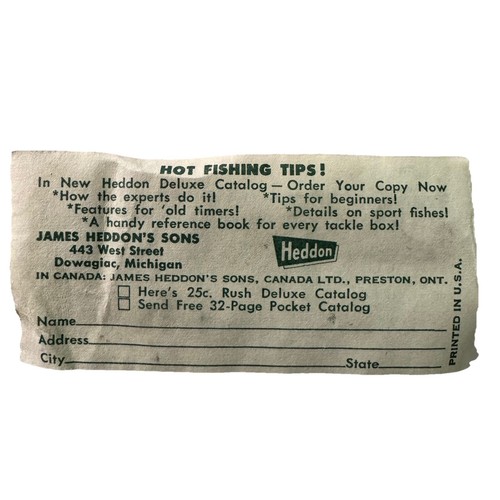 HOT FISHING TIPS!
In New Heddon Deluxe Catalog — Order Your Copy Now
*How the experts do it! *Tips for beginners!
*Features for 'old timers! *Details on sport fishes!
*A handy reference book for every tackle box!
JAMES HEDDON'S SONS
443 West Street
Dowagiac, Michigan
Heddon
IN CANADA: JAMES HEDDON'S SONS, CANADA LTD., PRESTON, ONT.
Here's 25c. Rush Deluxe Catalog
Send Free 32-Page Pocket Catalog
Name
Address
City State
PRINTED IN U.S.A.